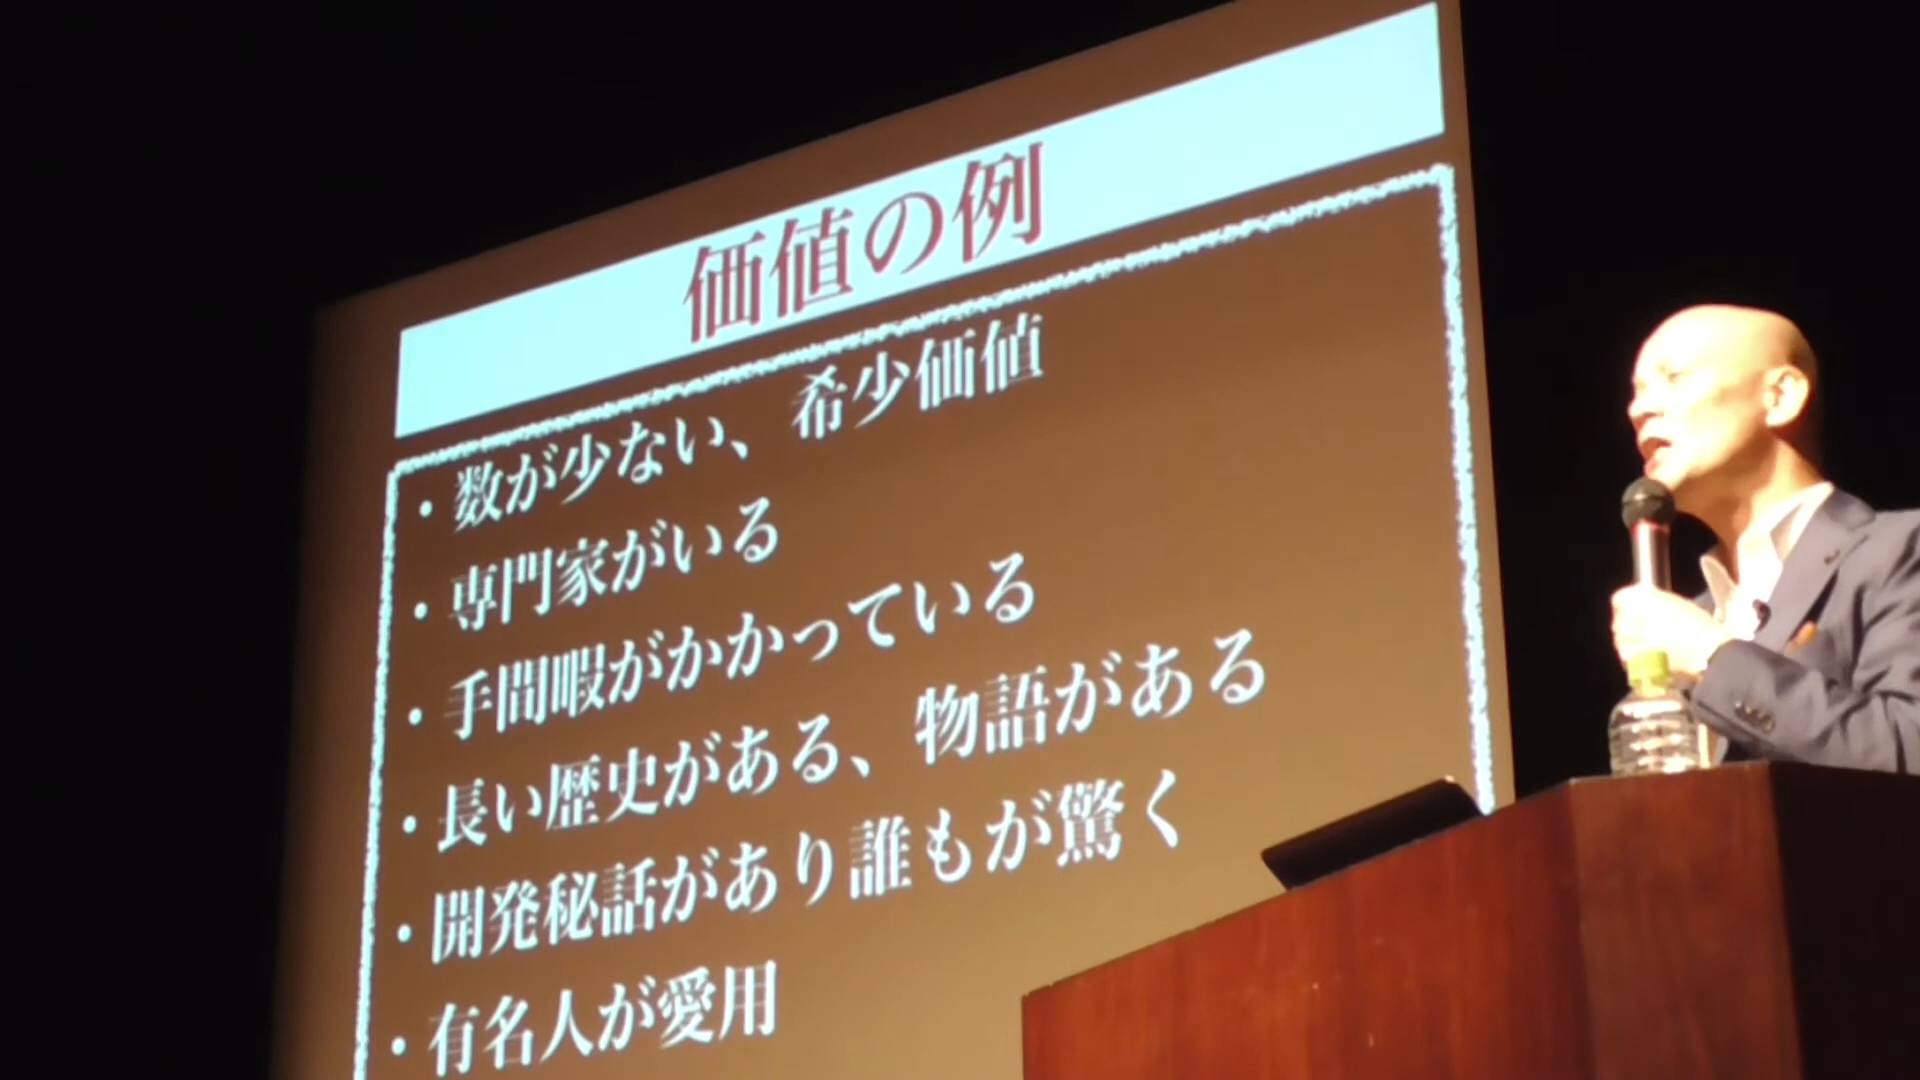 価値の例
・数が少ない、希少価値
・専門家がいる
・手間暇がかかっている
・長い歴史がある、物語がある
・開発秘話があり誰もが驚く
・有名人が愛用